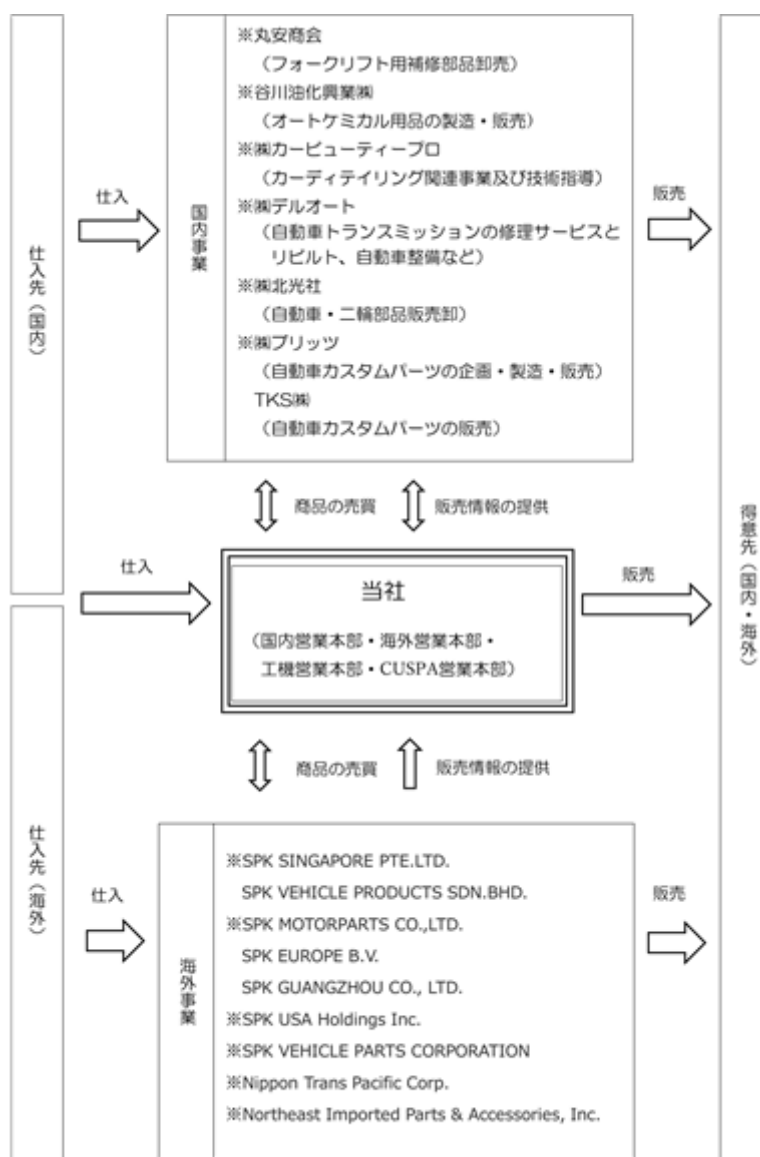 ※丸安商会
（フォークリフト用補修部品卸売）
※谷川油化興業㈱
（オートケミカル用品の製造・販売）
※㈱カービューティープロ
（カーディテイリング関連事業及び技術指導）
※㈱デルオート
（自動車トランスミッションの修理サービスと
リビルト、自動車整備など）
※㈱北光社
（自動車・二輪部品販売卸）
※㈱ブリッツ
（自動車カスタムパーツの企画・製造・販売）
TKS㈱
（自動車カスタムパーツの販売）
国内事業
仕入
販売
仕入先（国内）
商品の売買
販売情報の提供
仕入
当社
（国内営業本部・海外営業本部・
工機営業本部・CUSPA営業本部）
販売
得意先（国内・海外）
商品の売買
販売情報の提供
仕入先（海外）
仕入
海外事業
※SPK SINGAPORE PTE.LTD.
SPK VEHICLE PRODUCTS SDN.BHD.
※SPK MOTORPARTS CO.,LTD.
SPK EUROPE B.V.
SPK GUANGZHOU CO., LTD.
※SPK USA Holdings Inc.
※SPK VEHICLE PARTS CORPORATION
※Nippon Trans Pacific Corp.
※Northeast Imported Parts & Accessories, Inc.
販売